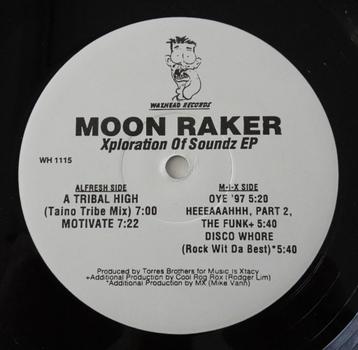 WAXHEAD RECORDS
MOON RAKER
Xploration Of Soundz EP
WH 1115
ALFRESH SIDE
A TRIBAL HIGH
(Taino Tribe Mix) 7:00
MOTIVATE 7:22
M-I-X SIDE
OYE '97 5:20
HEEEAAAHHH, PART 2,
THE FUNK+ 5:40
DISCO WHORE
(Rock Wit Da Best)*5:40
Produced by Torres Brothers for Music Is Xtacy
+Additional Production by Cool Rog Rox (Rodger Lim)
*Additional Production by MX (Mike Vann)